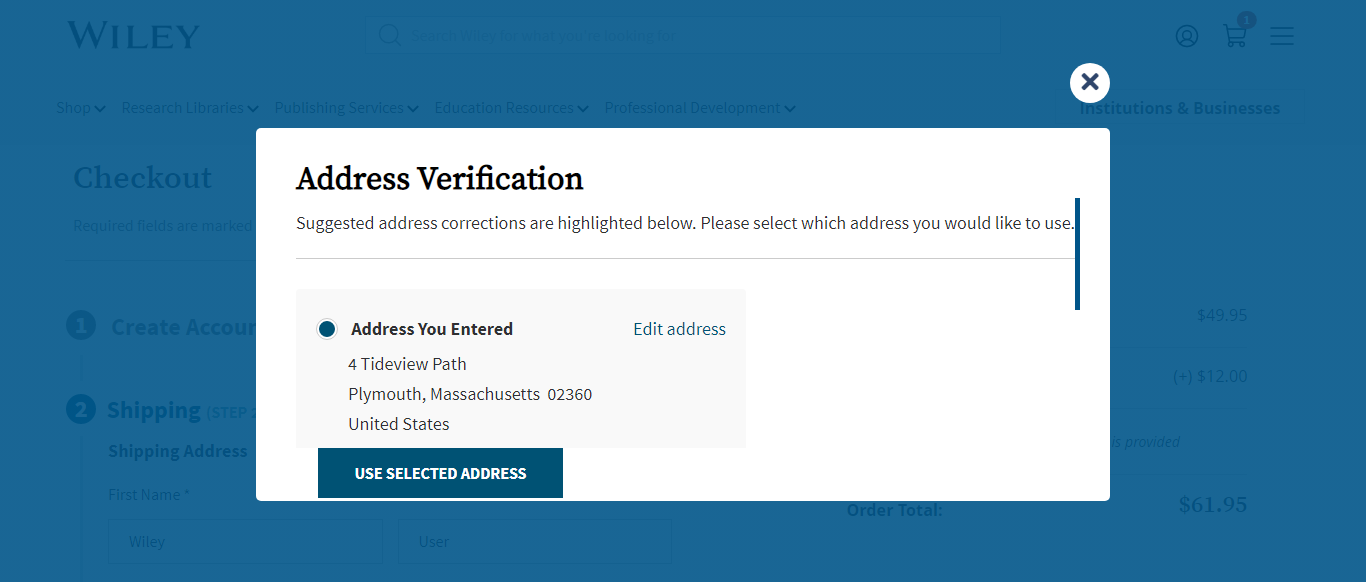 WILEY
Search Wiley for what you're looking for
1
Shop Research Libraries Publishing Services Education Resources Professional Development Institutions & Businesses
Checkout
Required fields are marked
Address Verification
Suggested address corrections are highlighted below. Please select which address you would like to use.
1 Create Accoun
$49.95
Address You Entered Edit address
4 Tideview Path
(+) $12.00
Plymouth, Massachusetts 02360
2 Shipping (STEP 2
United States
is provided
Shipping Address
USE SELECTED ADDRESS
First Name *
Order Total: $61.95
Wiley User